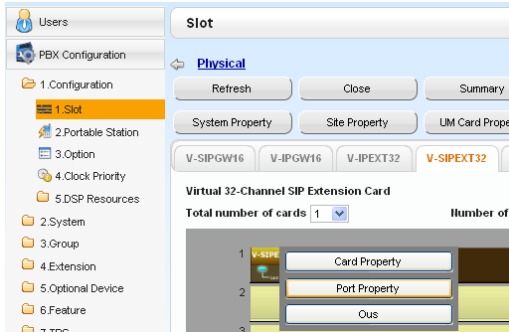 Users
PBX Configuration
1.Configuration
1.Slot
2.Portable Station
3.Option
4.Clock Priority
5.DSP Resources
2.System
3.Group
4.Extension
5.Optional Device
6.Feature
Slot
Physical
Refresh Close Summary
System Property Site Property UM Card Prope
V-SIPGW16 V-IPGW16 V-IPEXT32 V-SIPEXT32
Virtual 32-Channel SIP Extension Card
Total number of cards 1 Number of
1 V-SIPE
Card Property
2 Port Property
Ous
3